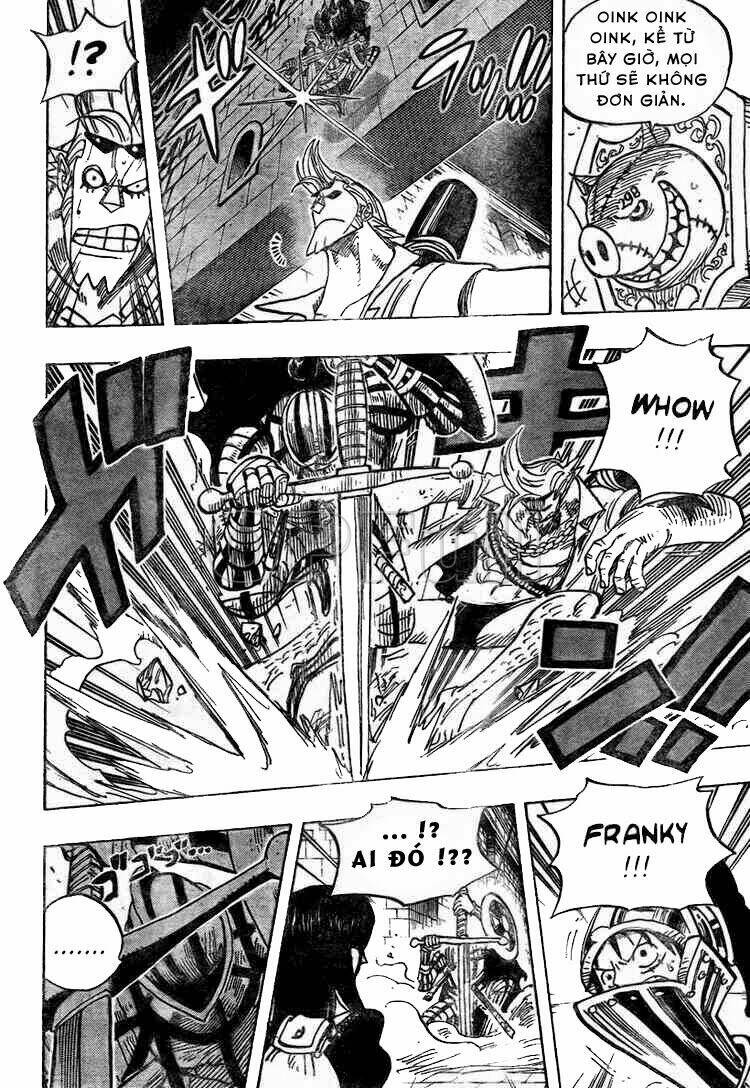 OINK OINK
OINK, KỂ TỪ
BÂY GIỜ, MỌI
THỨ SẼ KHÔNG
ĐƠN GIẢN.
!?
WHOW
!!!
FRANKY
!!!
... !?
AI ĐÓ !??
.......